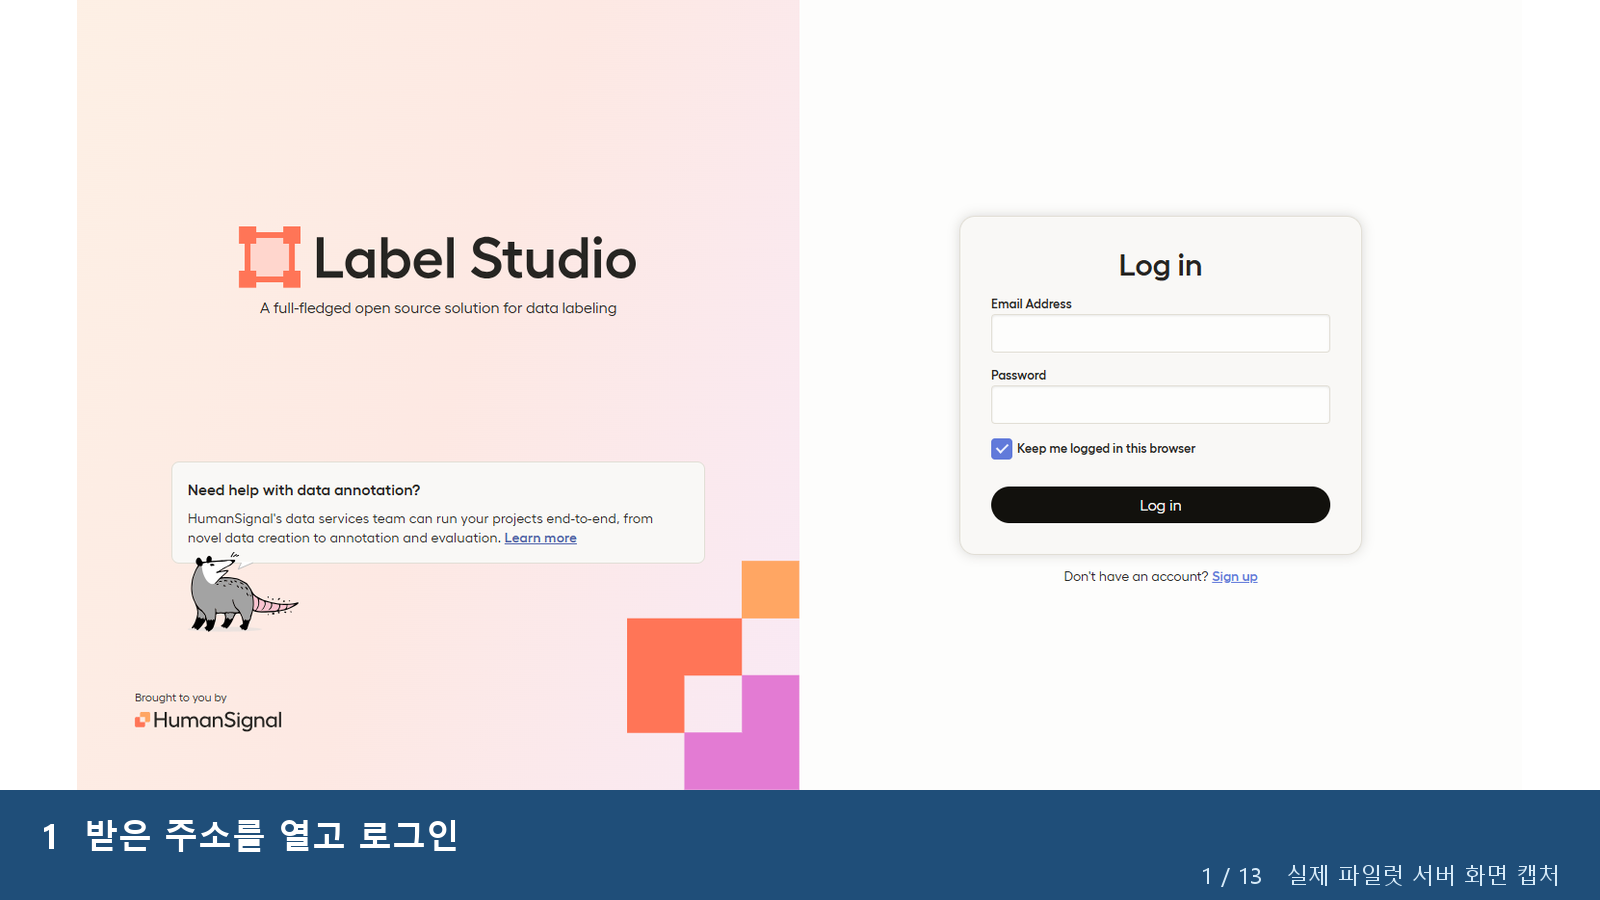 Label Studio
A full-fledged open source solution for data labeling
Need help with data annotation?
HumanSignal's data services team can run your projects end-to-end, from
novel data creation to annotation and evaluation. Learn more
Brought to you by
HumanSignal
Log in
Email Address
Password
Keep me logged in this browser
Log in
Don't have an account? Sign up
1 받은 주소를 열고 로그인
1 / 13 실제 파일럿 서버 화면 캡처